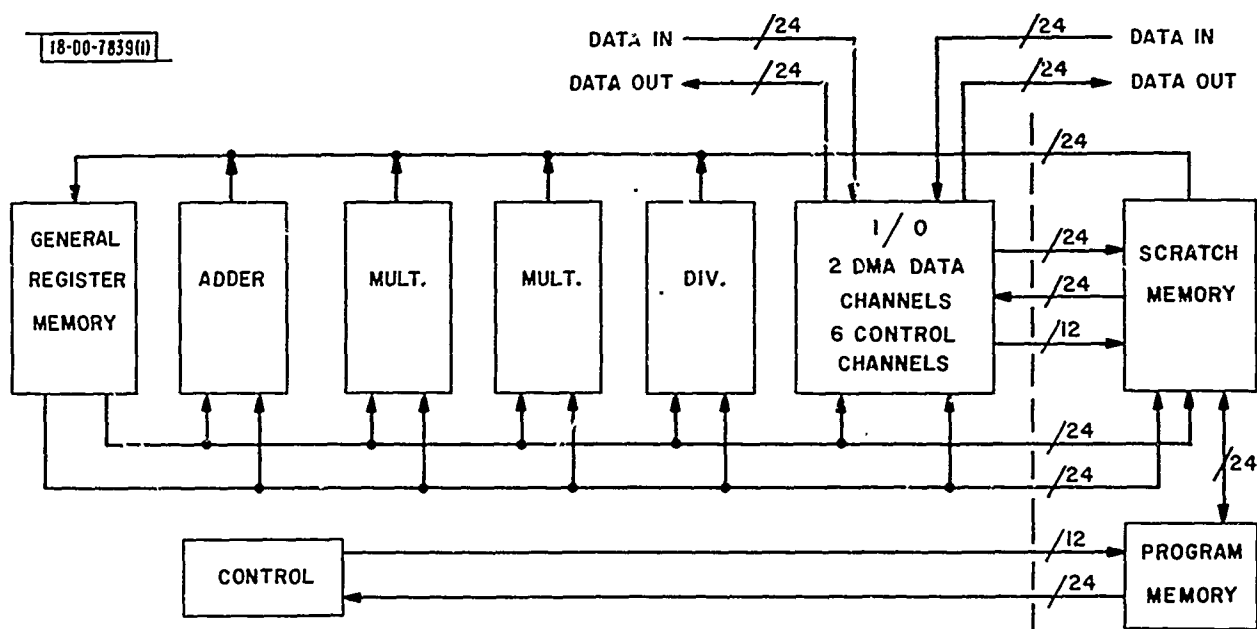 18-00-7839(1)
DATA IN /24 /24 DATA IN
DATA OUT /24 /24 DATA OUT
/24
GENERAL
REGISTER
MEMORY
ADDER
MULT.
MULT.
DIV.
1/0
2 DMA DATA
CHANNELS
6 CONTROL
CHANNELS
/24
/24
/12
SCRATCH
MEMORY
/24
/24
/24
CONTROL
/12
/24
PROGRAM
MEMORY